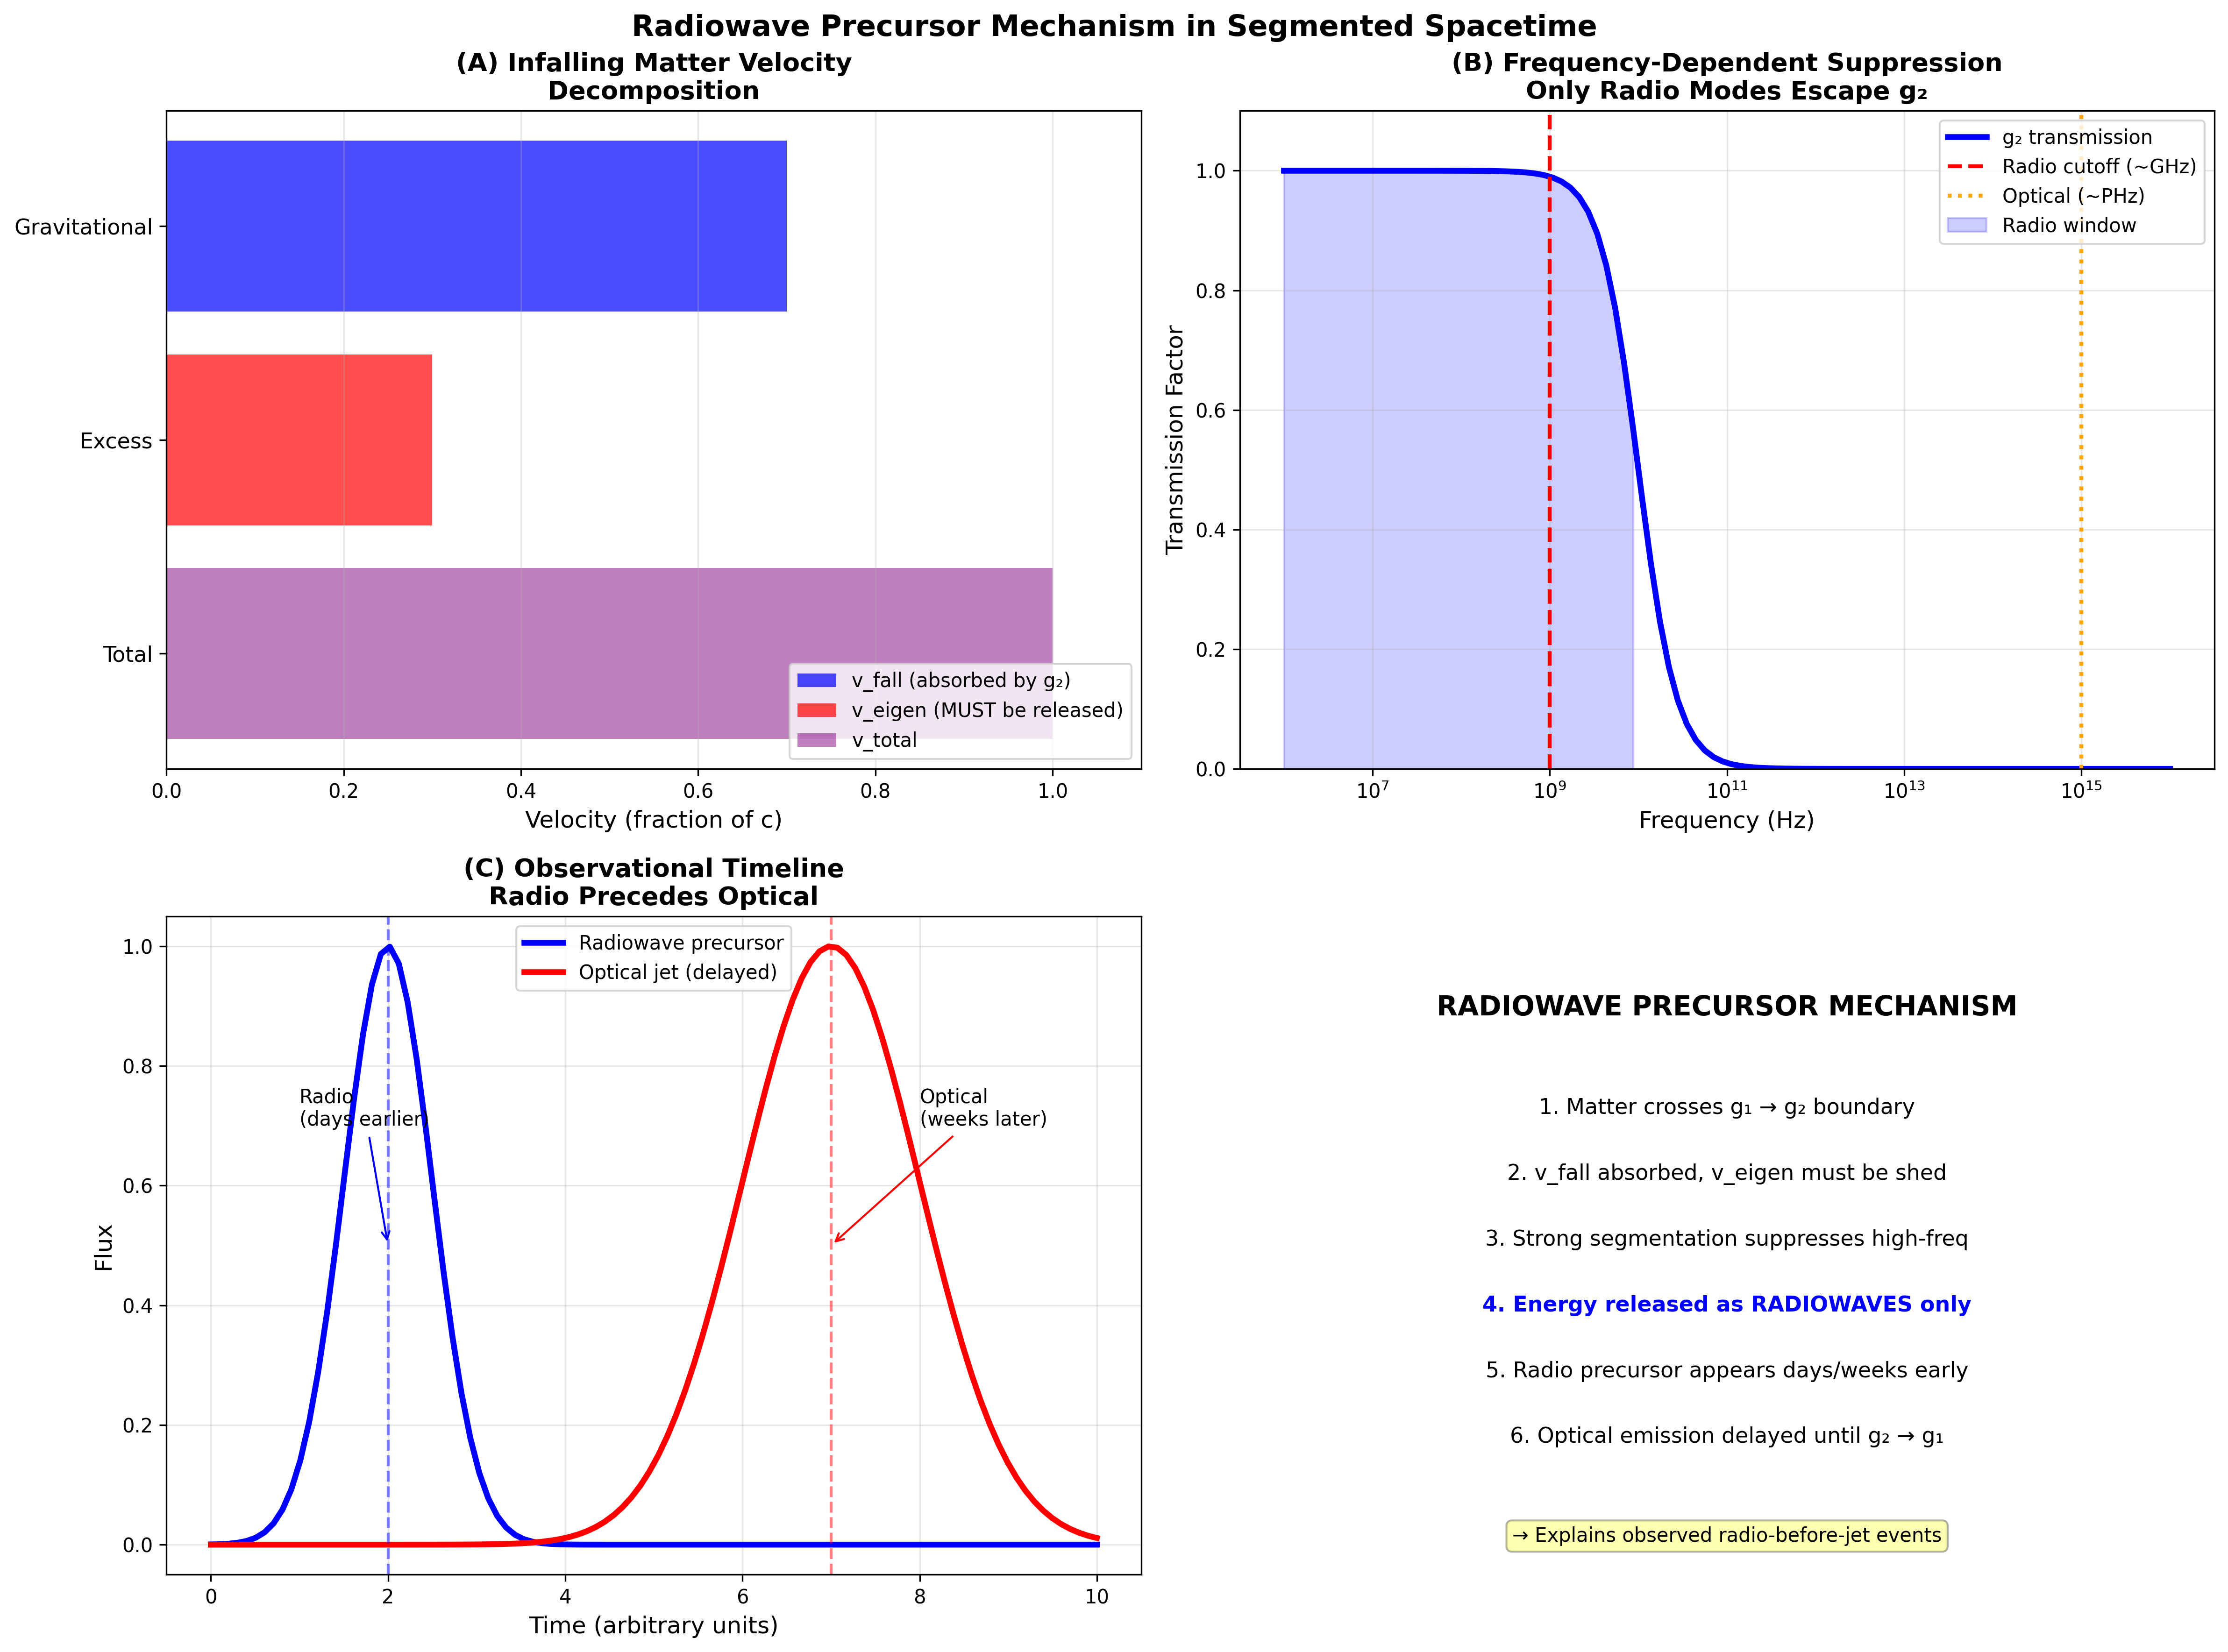 Radiowave Precursor Mechanism in Segmented Spacetime
(A) Infalling Matter Velocity
Decomposition
Gravitational
Excess
Total
v_fall (absorbed by g₂)
v_eigen (MUST be released)
v_total
0.0 0.2 0.4 0.6 0.8 1.0
Velocity (fraction of c)
(B) Frequency-Dependent Suppression
Only Radio Modes Escape g₂
Transmission Factor
1.0
0.8
0.6
0.4
0.2
0.0
g₂ transmission
Radio cutoff (~GHz)
Optical (~PHz)
Radio window
10⁷ 10⁹ 10¹¹ 10¹³ 10¹⁵
Frequency (Hz)
(C) Observational Timeline
Radio Precedes Optical
Flux
1.0
0.8
0.6
0.4
0.2
0.0
Radiowave precursor
Optical jet (delayed)
Radio
(days earlier)
Optical
(weeks later)
0 2 4 6 8 10
Time (arbitrary units)
RADIOWAVE PRECURSOR MECHANISM
1. Matter crosses g₁ → g₂ boundary
2. v_fall absorbed, v_eigen must be shed
3. Strong segmentation suppresses high-freq
4. Energy released as RADIOWAVES only
5. Radio precursor appears days/weeks early
6. Optical emission delayed until g₂ → g₁
→ Explains observed radio-before-jet events